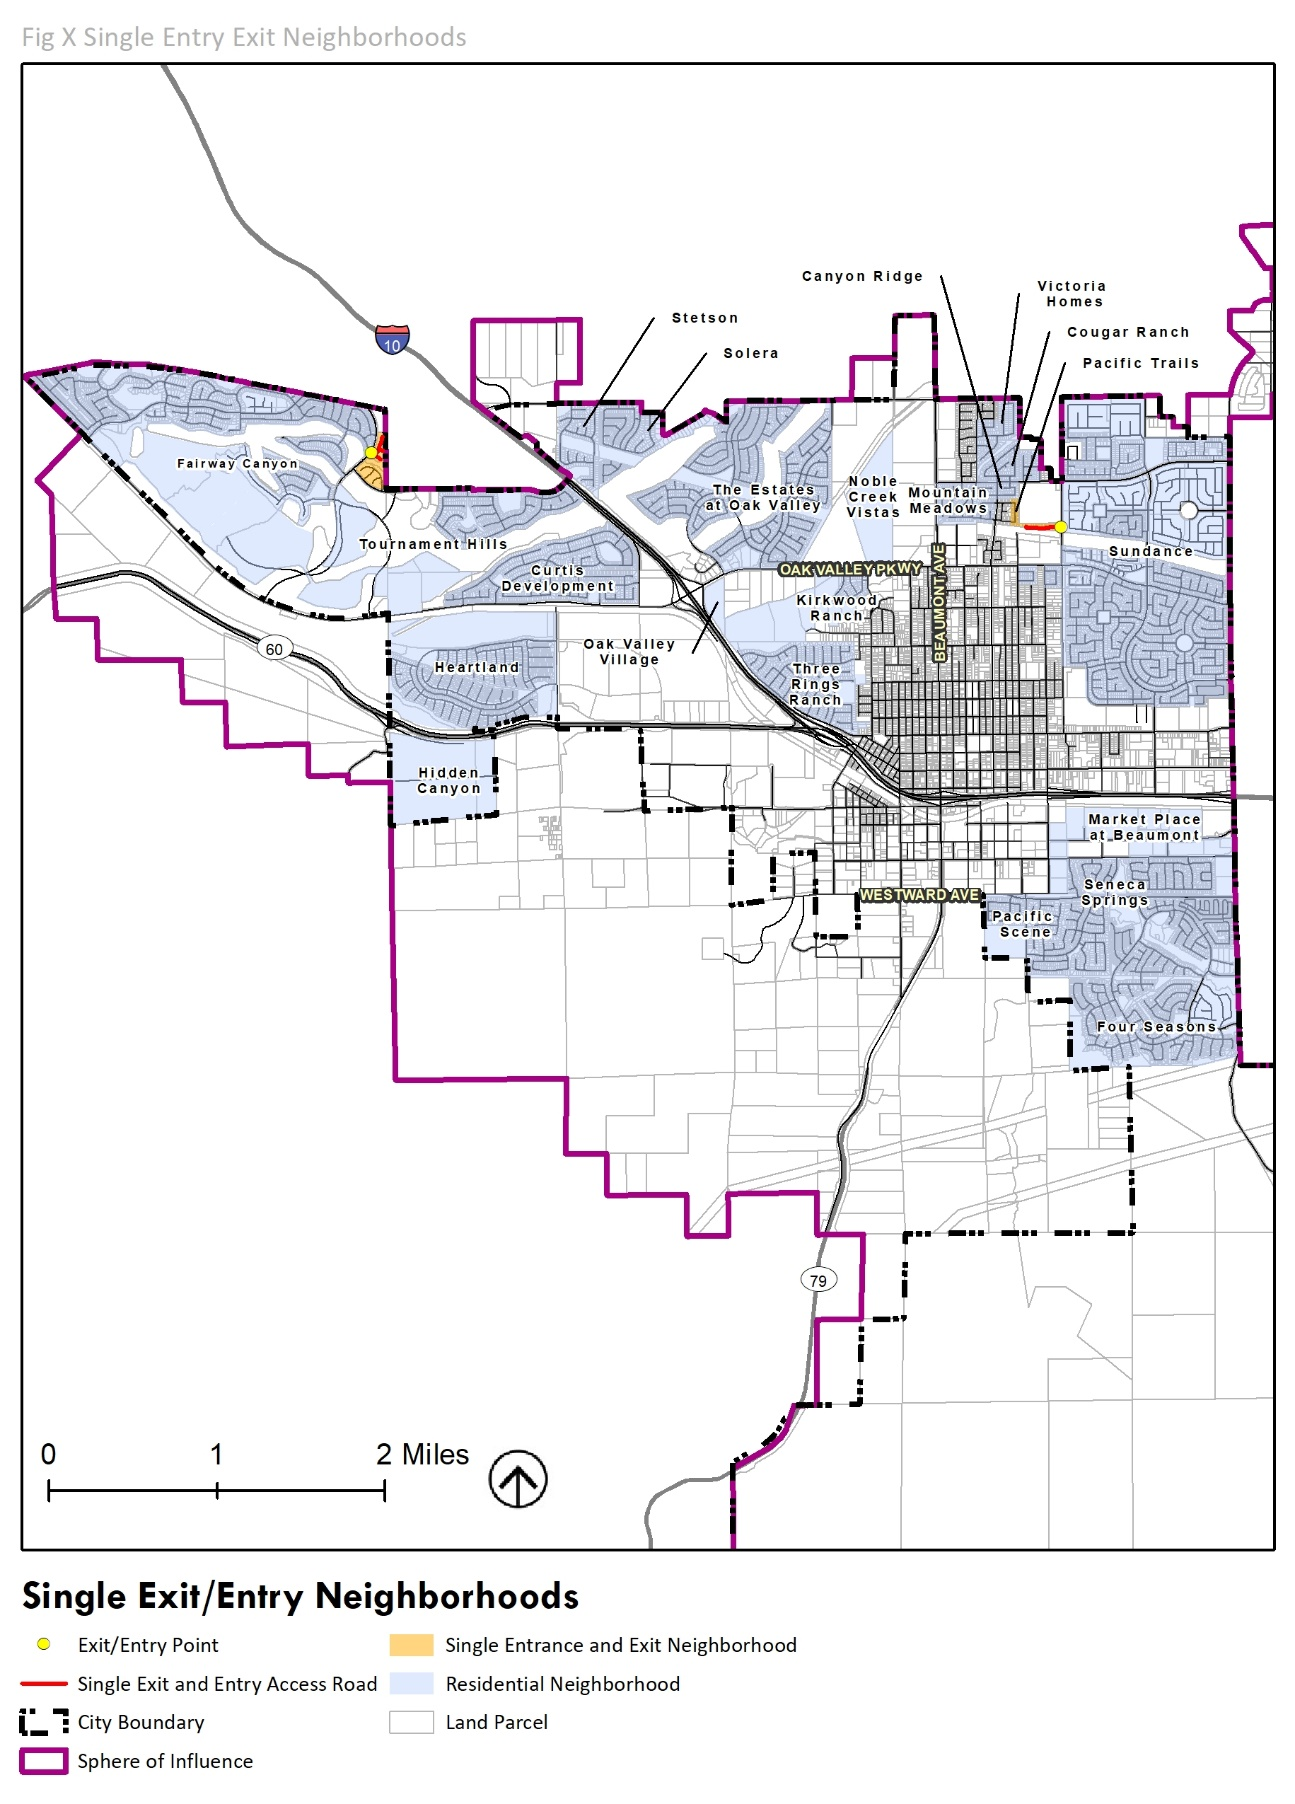 Fig X Single Entry Exit Neighborhoods
Canyon Ridge
Victoria
Homes
Stetson
Cougar Ranch
10
Solera
Pacific Trails
Fairway Canyon
Noble
Creek
Vistas
The Estates
at Oak Valley
Mountain
Meadows
Tournament Hills
Sundance
Curtis
Development
OAK VALLEY PKWY
Kirkwood
Ranch
BEAUMONT AVE
60
Oak Valley
Village
Heartland
Three
Rings
Ranch
Hidden
Canyon
Market Place
at Beaumont
Seneca
Springs
WESTWARD AVE
Pacific
Scene
Four Seasons
79
0 1 2 Miles
Single Exit/Entry Neighborhoods
Exit/Entry Point
Single Exit and Entry Access Road
City Boundary
Sphere of Influence
Single Entrance and Exit Neighborhood
Residential Neighborhood
Land Parcel